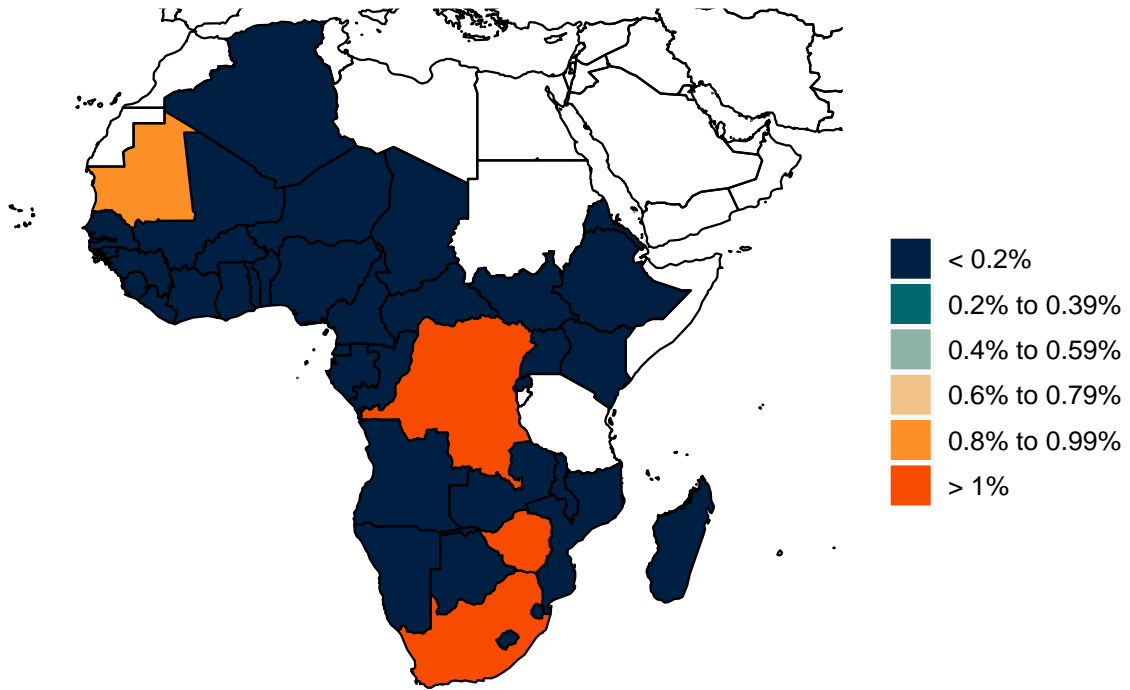 < 0.2%
0.2% to 0.39%
0.4% to 0.59%
0.6% to 0.79%
0.8% to 0.99%
> 1%